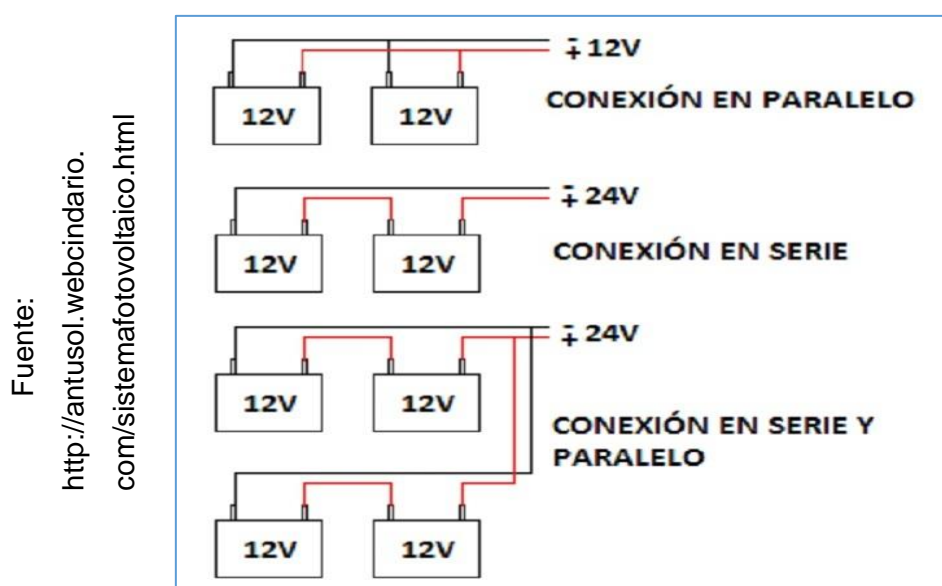 Fuente:
http://antusol.webcindario.
com/sistemafotovoltaico.html
-
+ 12V
12V
12V
CONEXIÓN EN PARALELO
-
+ 24V
12V
12V
CONEXIÓN EN SERIE
-
+ 24V
12V
12V
CONEXIÓN EN SERIE Y
PARALELO
12V
12V